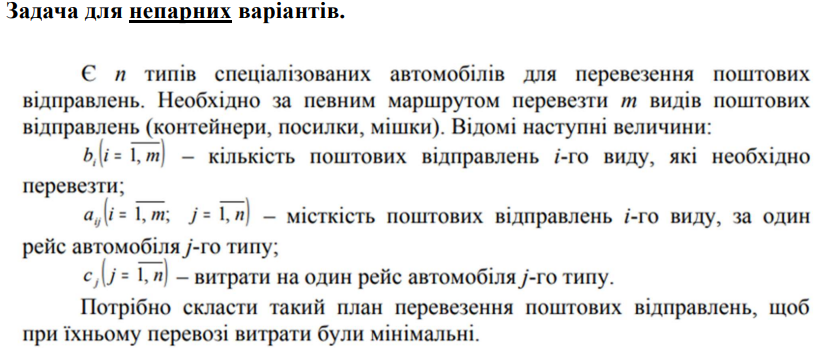 Задача для непарних варіантів.
Є n типів спеціалізованих автомобілів для перевезення поштових
відправлень. Необхідно за певним маршрутом перевезти m видів поштових
відправлень (контейнери, посилки, мішки). Відомі наступні величини:
bᵢ(i = 1, m) – кількість поштових відправлень i-го виду, які необхідно
перевезти;
aᵢⱼ(i = 1, m; j = 1, n) – місткість поштових відправлень i-го виду, за один
рейс автомобіля j-го типу;
cⱼ(j = 1, n) – витрати на один рейс автомобіля j-го типу.
Потрібно скласти такий план перевезення поштових відправлень, щоб
при їхньому перевозі витрати були мінімальні.